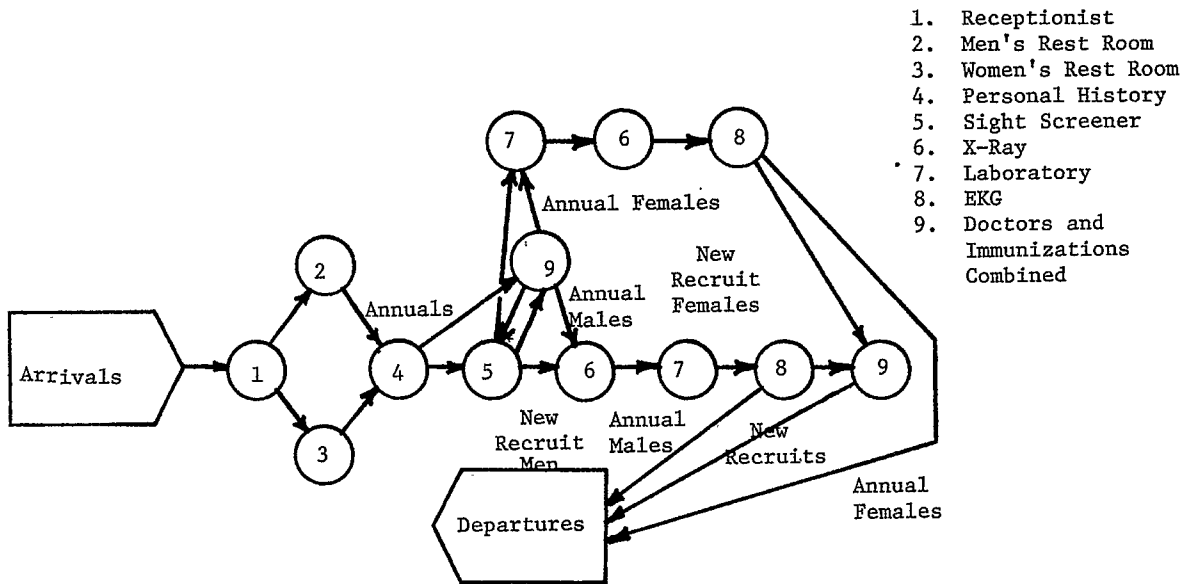 1. Receptionist
2. Men's Rest Room
3. Women's Rest Room
4. Personal History
5. Sight Screener
6. X-Ray
7. Laboratory
8. EKG
9. Doctors and
Immunizations
Combined
7
6
8
Annual Females
9
New
Recruit
Females
2
Annuals
Annual
Males
Arrivals
1
4
5
6
7
8
9
3
New
Recruit
Men
Annual
Males
New
Recruits
Annual
Females
Departures